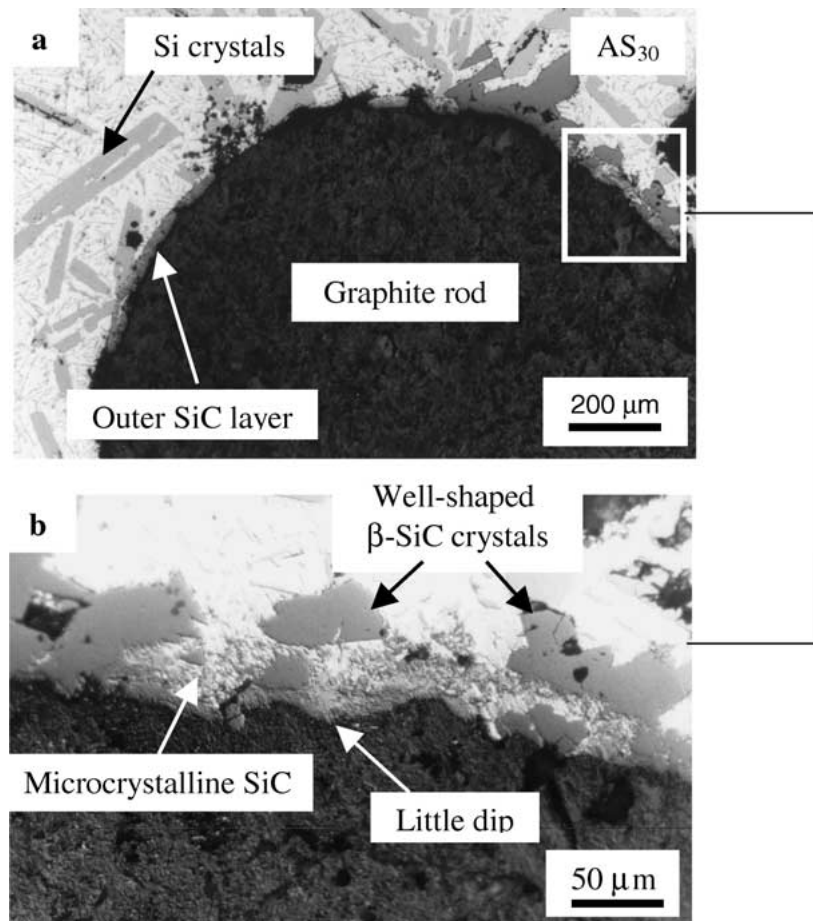 a
Si crystals
AS30
Graphite rod
Outer SiC layer
200 μm
b
Well-shaped
β-SiC crystals
Microcrystalline SiC
Little dip
50 μm